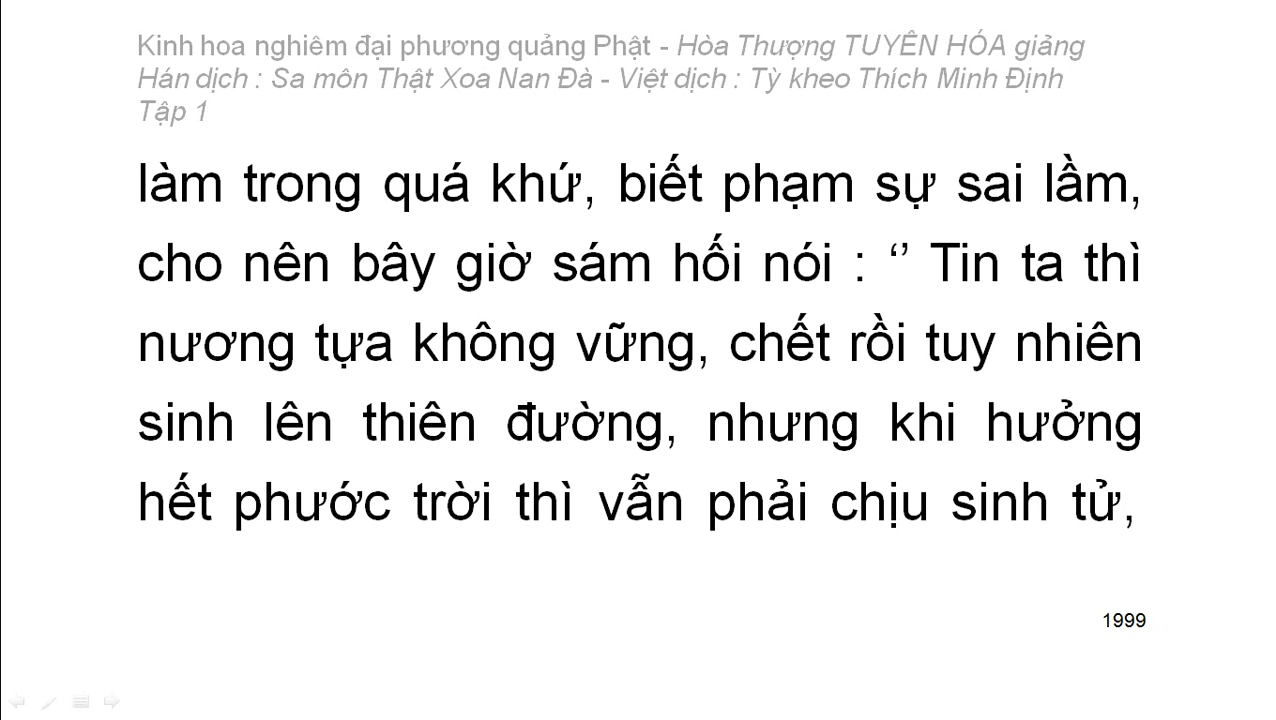 Kinh hoa nghiêm đại phương quảng Phật - Hòa Thượng TUYÊN HÓA giảng
Hán dịch : Sa môn Thật Xoa Nan Đà - Việt dịch : Tỳ kheo Thích Minh Định
Tập 1
làm trong quá khứ, biết phạm sự sai lầm,
cho nên bây giờ sám hối nói : ‘’ Tin ta thì
nương tựa không vững, chết rồi tuy nhiên
sinh lên thiên đường, nhưng khi hưởng
hết phước trời thì vẫn phải chịu sinh tử,
1999